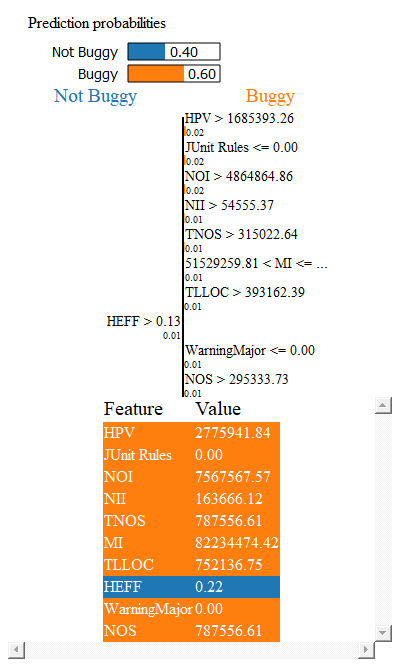 Prediction probabilities
Not Buggy 0.40
Buggy 0.60
Not Buggy Buggy
HPV > 1685393.26
0.02
JUnit Rules <= 0.00
0.02
NOI > 4864864.86
0.02
NII > 54555.37
0.01
TNOS > 315022.64
0.01
51529259.81 < MI <= ...
0.01
TLLOC > 393162.39
0.01
HEFF > 0.13
0.01
WarningMajor <= 0.00
0.01
NOS > 295333.73
0.01
Feature Value
HPV 2775941.84
JUnit Rules 0.00
NOI 7567567.57
NII 163666.12
TNOS 787556.61
MI 82234474.42
TLLOC 752136.75
HEFF 0.22
WarningMajor 0.00
NOS 787556.61